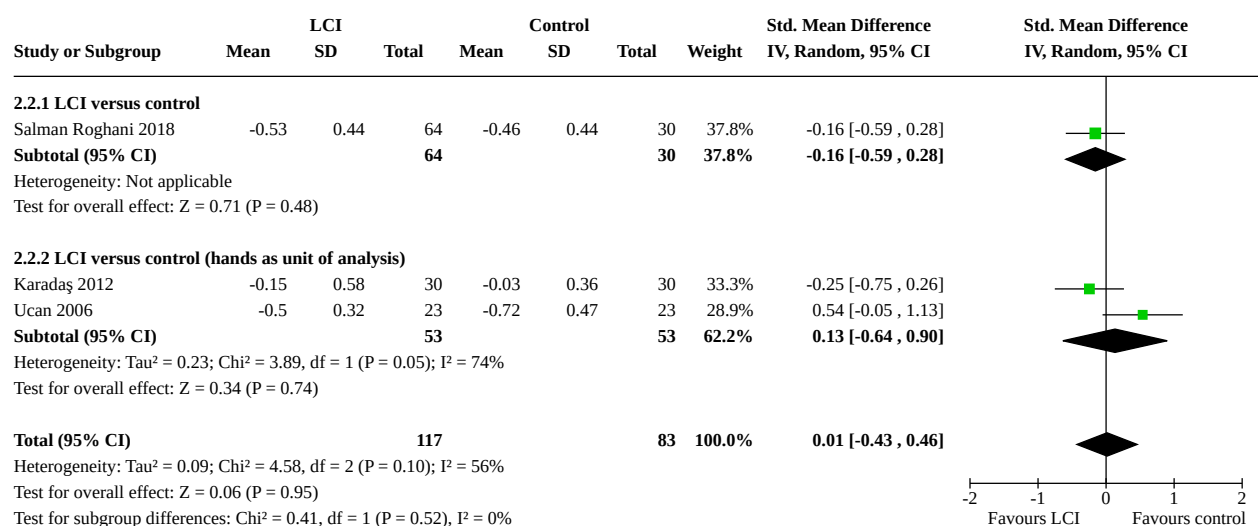 LCI Control Std. Mean Difference Std. Mean Difference
Study or Subgroup Mean SD Total Mean SD Total Weight IV, Random, 95% CI IV, Random, 95% CI
2.2.1 LCI versus control
Salman Roghani 2018 -0.53 0.44 64 -0.46 0.44 30 37.8% -0.16 [-0.59 , 0.28]
Subtotal (95% CI) 64 30 37.8% -0.16 [-0.59 , 0.28]
Heterogeneity: Not applicable
Test for overall effect: Z = 0.71 (P = 0.48)
2.2.2 LCI versus control (hands as unit of analysis)
Karadaş 2012 -0.15 0.58 30 -0.03 0.36 30 33.3% -0.25 [-0.75 , 0.26]
Ucan 2006 -0.5 0.32 23 -0.72 0.47 23 28.9% 0.54 [-0.05 , 1.13]
Subtotal (95% CI) 53 53 62.2% 0.13 [-0.64 , 0.90]
Heterogeneity: Tau² = 0.23; Chi² = 3.89, df = 1 (P = 0.05); I² = 74%
Test for overall effect: Z = 0.34 (P = 0.74)
Total (95% CI) 117 83 100.0% 0.01 [-0.43 , 0.46]
Heterogeneity: Tau² = 0.09; Chi² = 4.58, df = 2 (P = 0.10); I² = 56%
Test for overall effect: Z = 0.06 (P = 0.95)
Test for subgroup differences: Chi² = 0.41, df = 1 (P = 0.52), I² = 0%
-2 -1 0 1 2
Favours LCI Favours control